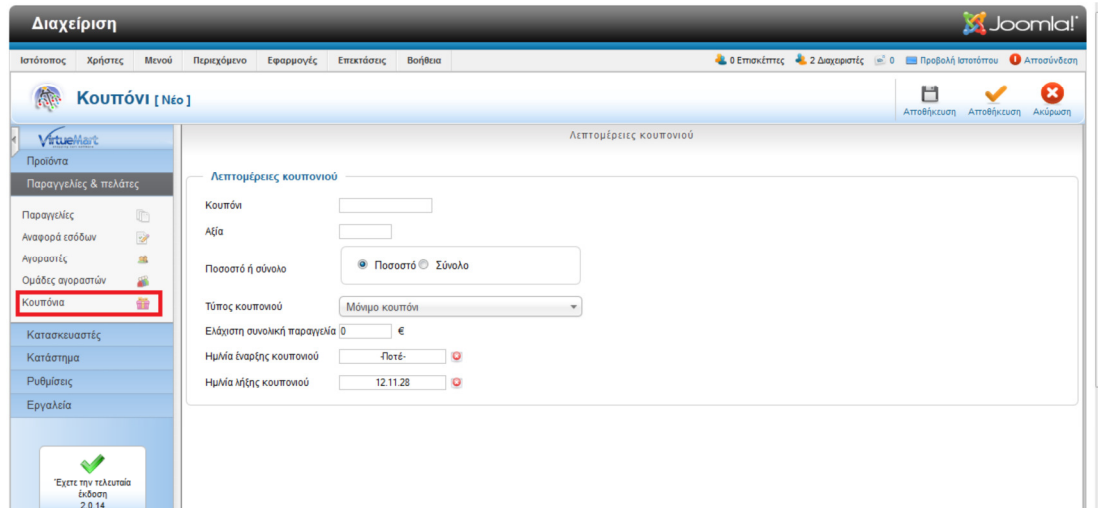 Διαχείριση
Joomla!
Ιστότοπος Χρήστες Μενού Περιεχόμενο Εφαρμογές Επεκτάσεις Βοήθεια 0 Επισκέπτες 2 Διαχειριστές 0 Προβολή Ιστοτόπου Αποσύνδεση
Κουπόνι [ Νέο ]
Αποθήκευση Αποθήκευση Ακύρωση
VirtueMart
Λεπτομέρειες κουπονιού
Προϊόντα
Παραγγελίες & πελάτες
Παραγγελίες
Αναφορά εσόδων
Αγοραστές
Ομάδες αγοραστών
Κουπόνια
Κατασκευαστές
Κατάστημα
Ρυθμίσεις
Εργαλεία
Έχετε την τελευταία
έκδοση
2.0.14
Λεπτομέρειες κουπονιού
Κουπόνι
Αξία
Ποσοστό ή σύνολο Ποσοστό Σύνολο
Τύπος κουπονιού Μόνιμο κουπόνι
Ελάχιστη συνολική παραγγελία 0 €
Ημ/νία έναρξης κουπονιού -Ποτέ-
Ημ/νία λήξης κουπονιού 12.11.28